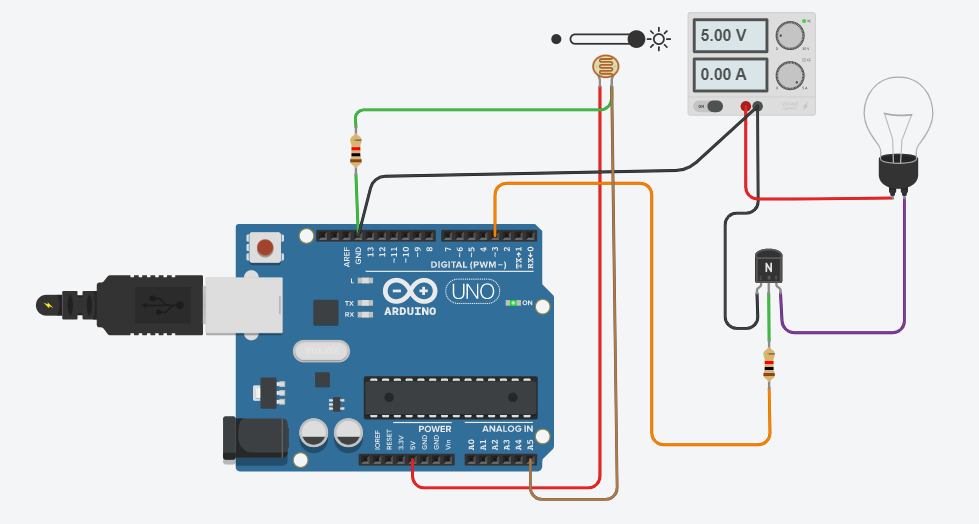 5.00 V
0.00 A
ON
AREF
GND
13
12
~11
~10
~9
8
7
~6
~5
4
~3
2
TX→1
RX←0
DIGITAL (PWM~)
L
TX
RX
ARDUINO
UNO
ON
N
POWER
ANALOG IN
IOREF
RESET
3.3V
5V
GND
GND
Vin
A0
A1
A2
A3
A4
A5